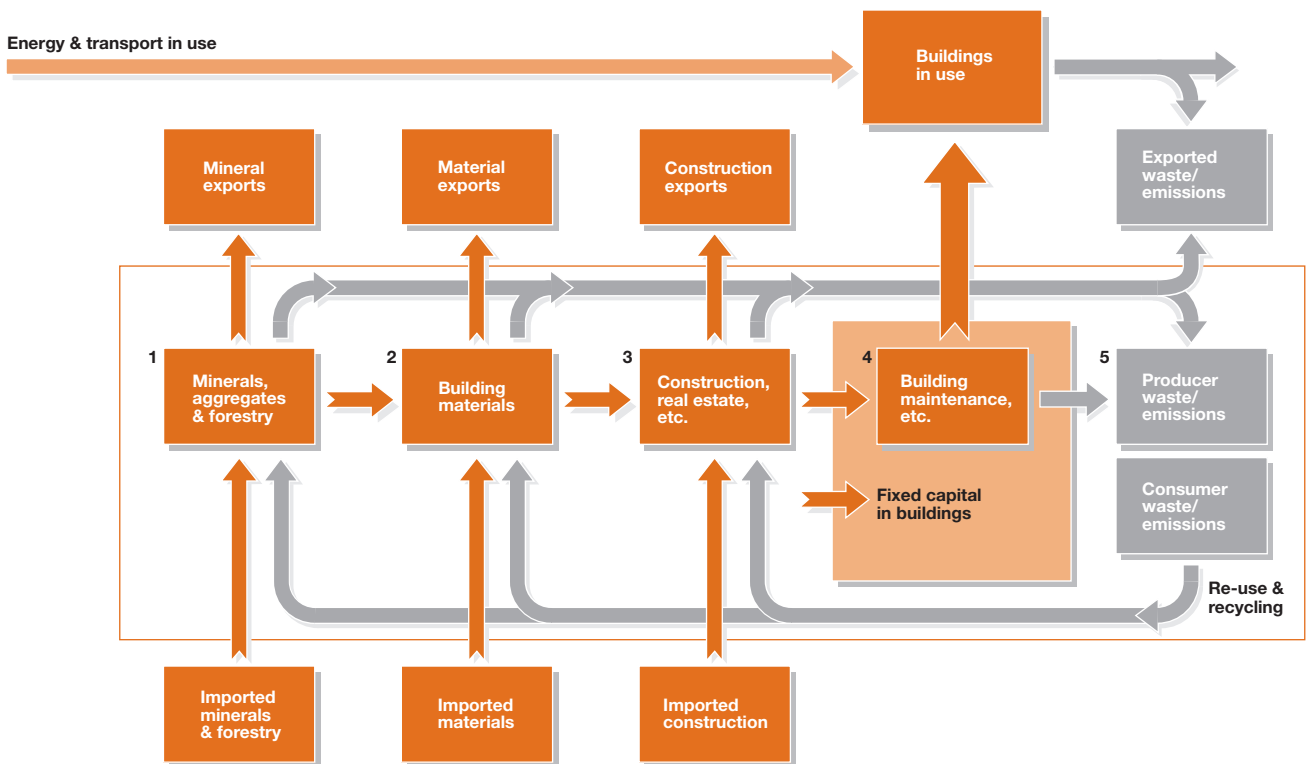 Energy & transport in use
Buildings
in use
Mineral
exports
Material
exports
Construction
exports
Exported
waste/
emissions
1
Minerals,
aggregates
& forestry
2
Building
materials
3
Construction,
real estate,
etc.
4
Building
maintenance,
etc.
5
Producer
waste/
emissions
Fixed capital
in buildings
Consumer
waste/
emissions
Re-use &
recycling
Imported
minerals
& forestry
Imported
materials
Imported
construction